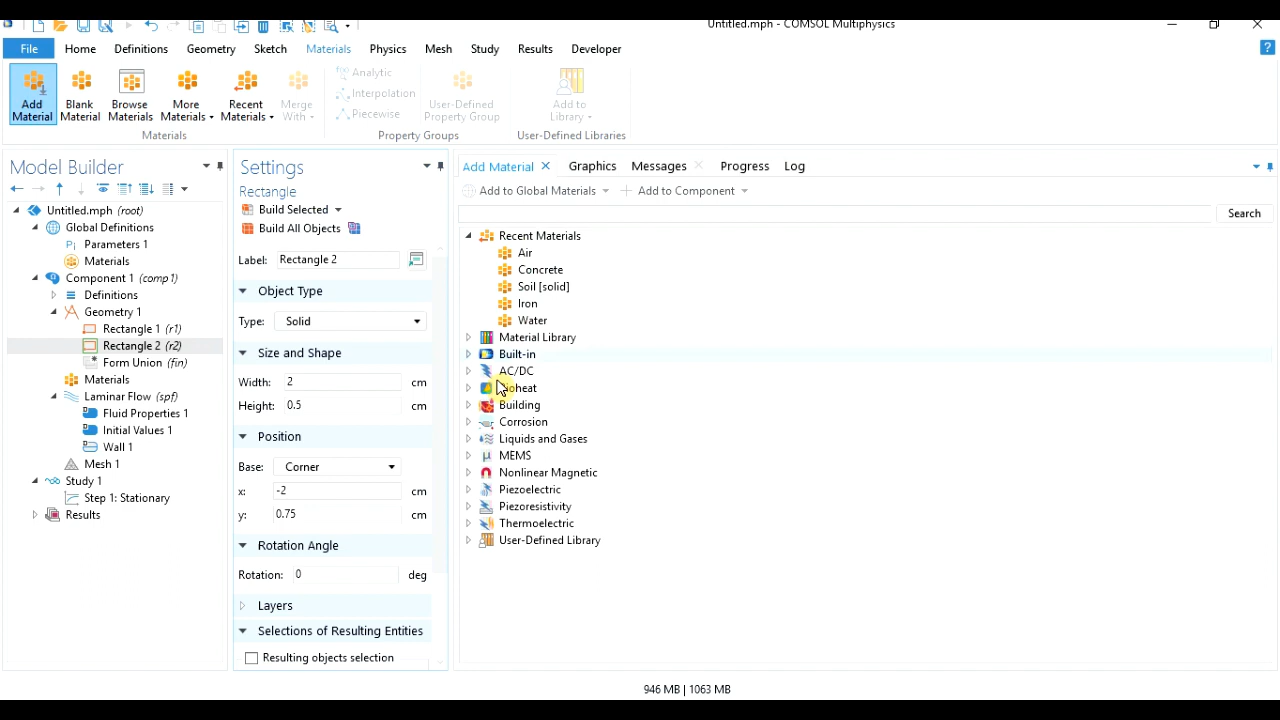 Untitled.mph - COMSOL Multiphysics
File Home Definitions Geometry Sketch Materials Physics Mesh Study Results Developer
Add Material
Blank Material
Browse Materials
More Materials
Recent Materials
Merge With
Materials
Analytic
Interpolation
Piecewise
User-Defined Property Group
Property Groups
Add to Library
User-Defined Libraries
Model Builder
Untitled.mph (root)
Global Definitions
Parameters 1
Materials
Component 1 (comp1)
Definitions
Geometry 1
Rectangle 1 (r1)
Rectangle 2 (r2)
Form Union (fin)
Materials
Laminar Flow (spf)
Fluid Properties 1
Initial Values 1
Wall 1
Mesh 1
Study 1
Step 1: Stationary
Results
Settings
Rectangle
Build Selected
Build All Objects
Label: Rectangle 2
Object Type
Type: Solid
Size and Shape
Width: 2 cm
Height: 0.5 cm
Position
Base: Corner
x: -2 cm
y: 0.75 cm
Rotation Angle
Rotation: 0 deg
Layers
Selections of Resulting Entities
Resulting objects selection
Add Material Graphics Messages Progress Log
Add to Global Materials Add to Component
Search
Recent Materials
Air
Concrete
Soil [solid]
Iron
Water
Material Library
Built-in
AC/DC
Building
Corrosion
Liquids and Gases
MEMS
Nonlinear Magnetic
Piezoelectric
Piezoresistivity
Thermoelectric
User-Defined Library
946 MB | 1063 MB